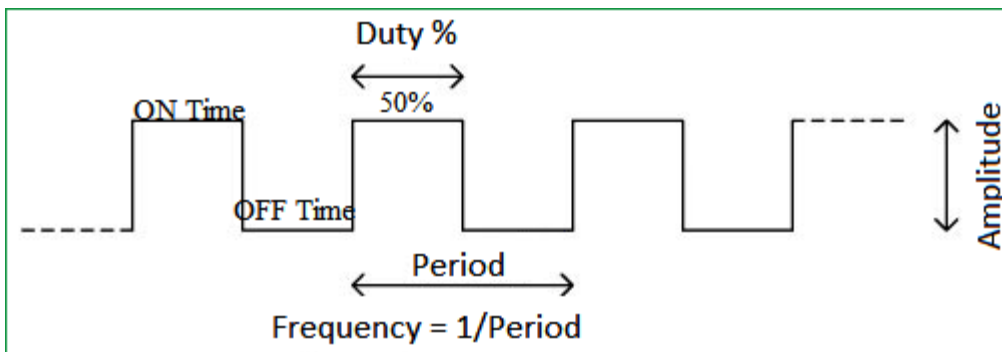 Duty %
50%
ON Time
OFF Time
Amplitude
Period
Frequency = 1/Period